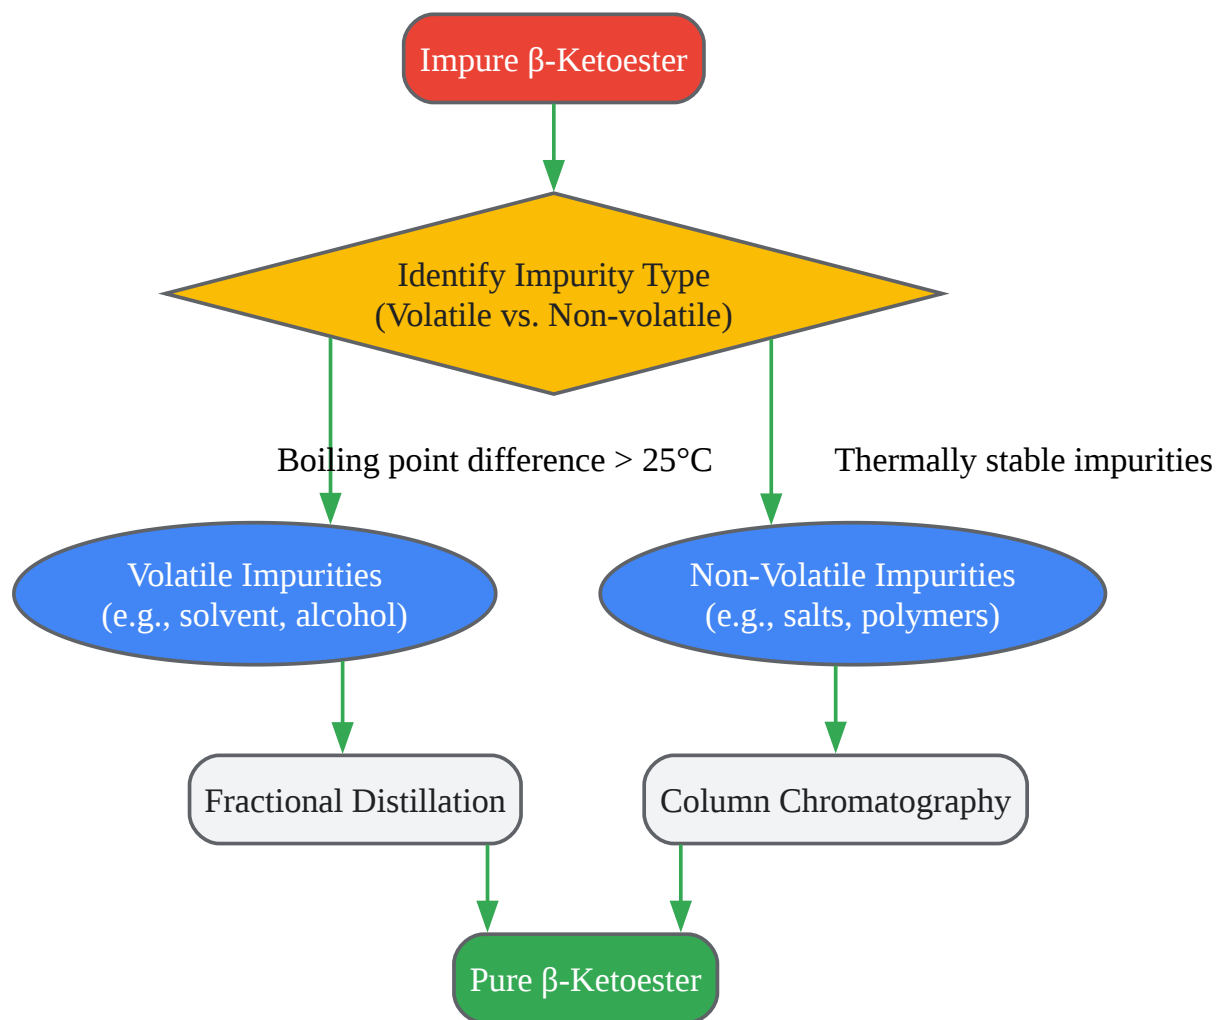 Impure β-Ketoester
Identify Impurity Type
(Volatile vs. Non-volatile)
Boiling point difference > 25°C
Thermally stable impurities
Volatile Impurities
(e.g., solvent, alcohol)
Non-Volatile Impurities
(e.g., salts, polymers)
Fractional Distillation
Column Chromatography
Pure β-Ketoester